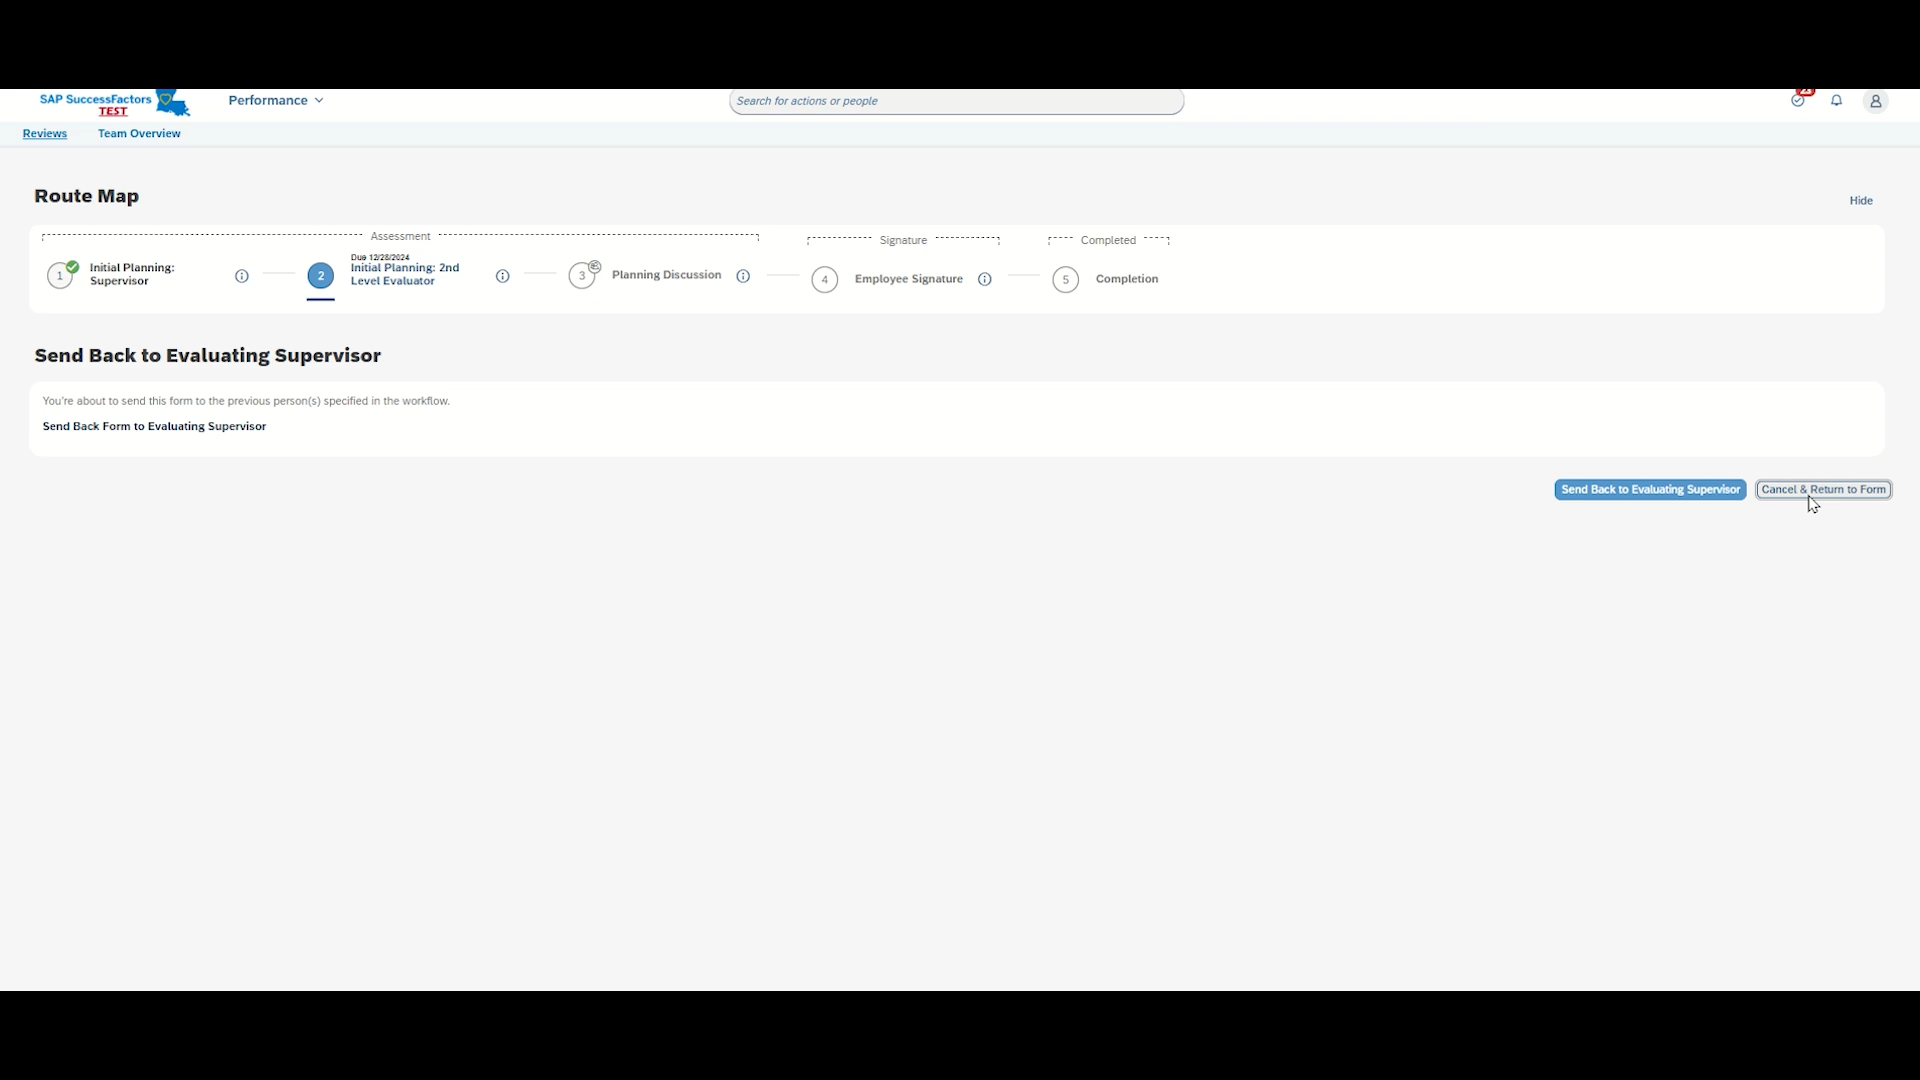 SAP SuccessFactors
TEST
Performance
Search for actions or people
Reviews
Team Overview
Route Map
Hide
Assessment
Signature
Completed
1
Initial Planning:
Supervisor
2
Due 12/28/2024
Initial Planning: 2nd
Level Evaluator
3
Planning Discussion
4
Employee Signature
5
Completion
Send Back to Evaluating Supervisor
You're about to send this form to the previous person(s) specified in the workflow.
Send Back Form to Evaluating Supervisor
Send Back to Evaluating Supervisor
Cancel & Return to Form